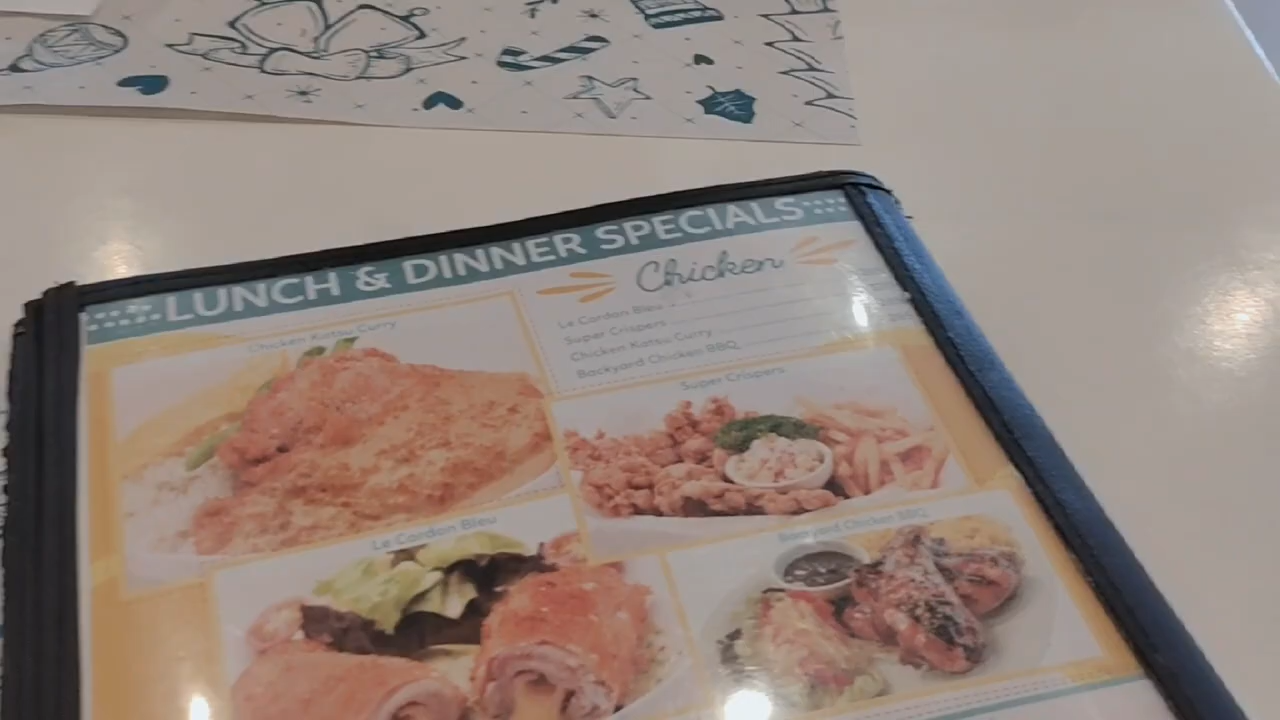 LUNCH & DINNER SPECIALS
Chicken
Le Cordon Bleu
Super Crispers
Chicken Katsu Curry
Backyard Chicken BBQ
Chicken Katsu Curry
Super Crispers
Le Cordon Bleu
Backyard Chicken BBQ